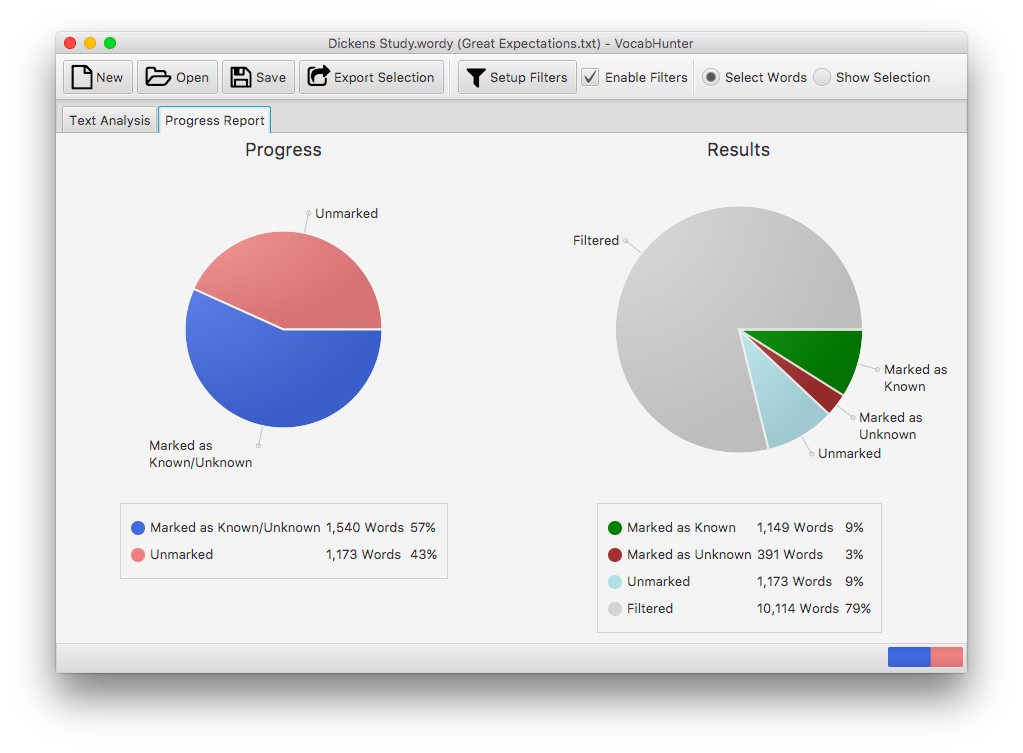 Dickens Study.wordy (Great Expectations.txt) - VocabHunter
New Open Save Export Selection Setup Filters Enable Filters Select Words Show Selection
Text Analysis Progress Report
Progress
Unmarked
Marked as
Known/Unknown
Marked as Known/Unknown 1,540 Words 57%
Unmarked 1,173 Words 43%
Results
Filtered
Marked as
Known
Marked as
Unknown
Unmarked
Marked as Known 1,149 Words 9%
Marked as Unknown 391 Words 3%
Unmarked 1,173 Words 9%
Filtered 10,114 Words 79%